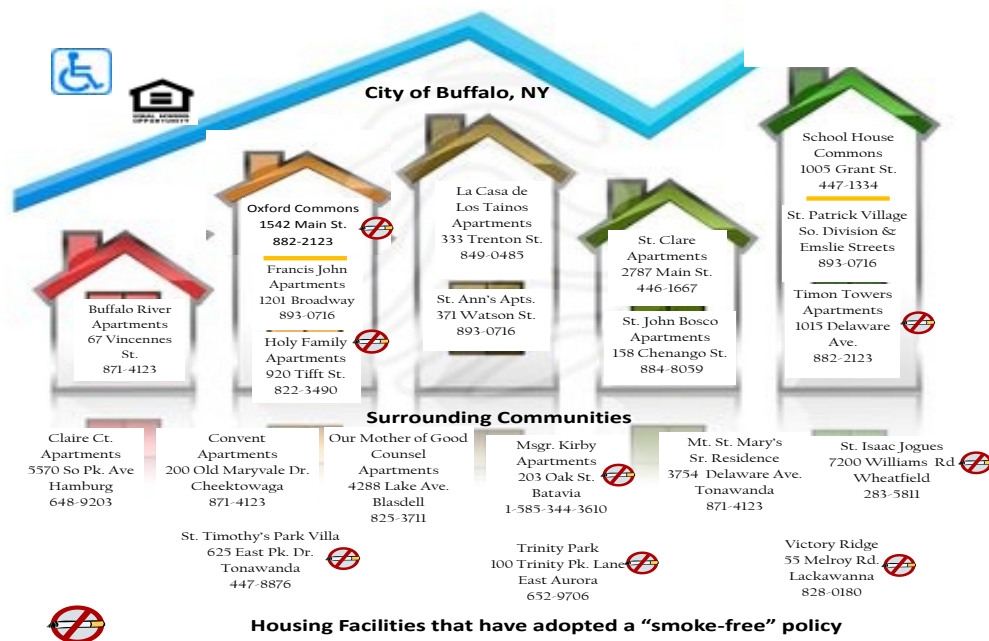 City of Buffalo, NY
EQUAL HOUSING
OPPORTUNITY
Buffalo River
Apartments
67 Vincennes
St.
871-4123
Oxford Commons
1542 Main St.
882-2123
Francis John
Apartments
1201 Broadway
893-0716
Holy Family
Apartments
920 Tifft St.
822-3490
La Casa de
Los Tainos
Apartments
333 Trenton St.
849-0485
St. Ann's Apts.
371 Watson St.
893-0716
St. Clare
Apartments
2787 Main St.
446-1667
St. John Bosco
Apartments
158 Chenango St.
884-8059
School House
Commons
1005 Grant St.
447-1334
St. Patrick Village
So. Division &
Emslie Streets
893-0716
Timon Towers
Apartments
1015 Delaware
Ave.
882-2123
Surrounding Communities
Claire Ct.
Apartments
5570 So Pk. Ave
Hamburg
648-9203
Convent
Apartments
200 Old Maryvale Dr.
Cheektowaga
871-4123
Our Mother of Good
Counsel
Apartments
4288 Lake Ave.
Blasdell
825-3711
Msgr. Kirby
Apartments
203 Oak St.
Batavia
1-585-344-3610
Mt. St. Mary's
Sr. Residence
3754 Delaware Ave.
Tonawanda
871-4123
St. Isaac Jogues
7200 Williams Rd
Wheatfield
283-5811
St. Timothy's Park Villa
625 East Pk. Dr.
Tonawanda
447-8876
Trinity Park
100 Trinity Pk. Lane
East Aurora
652-9706
Victory Ridge
55 Melroy Rd.
Lackawanna
828-0180
Housing Facilities that have adopted a “smoke-free” policy